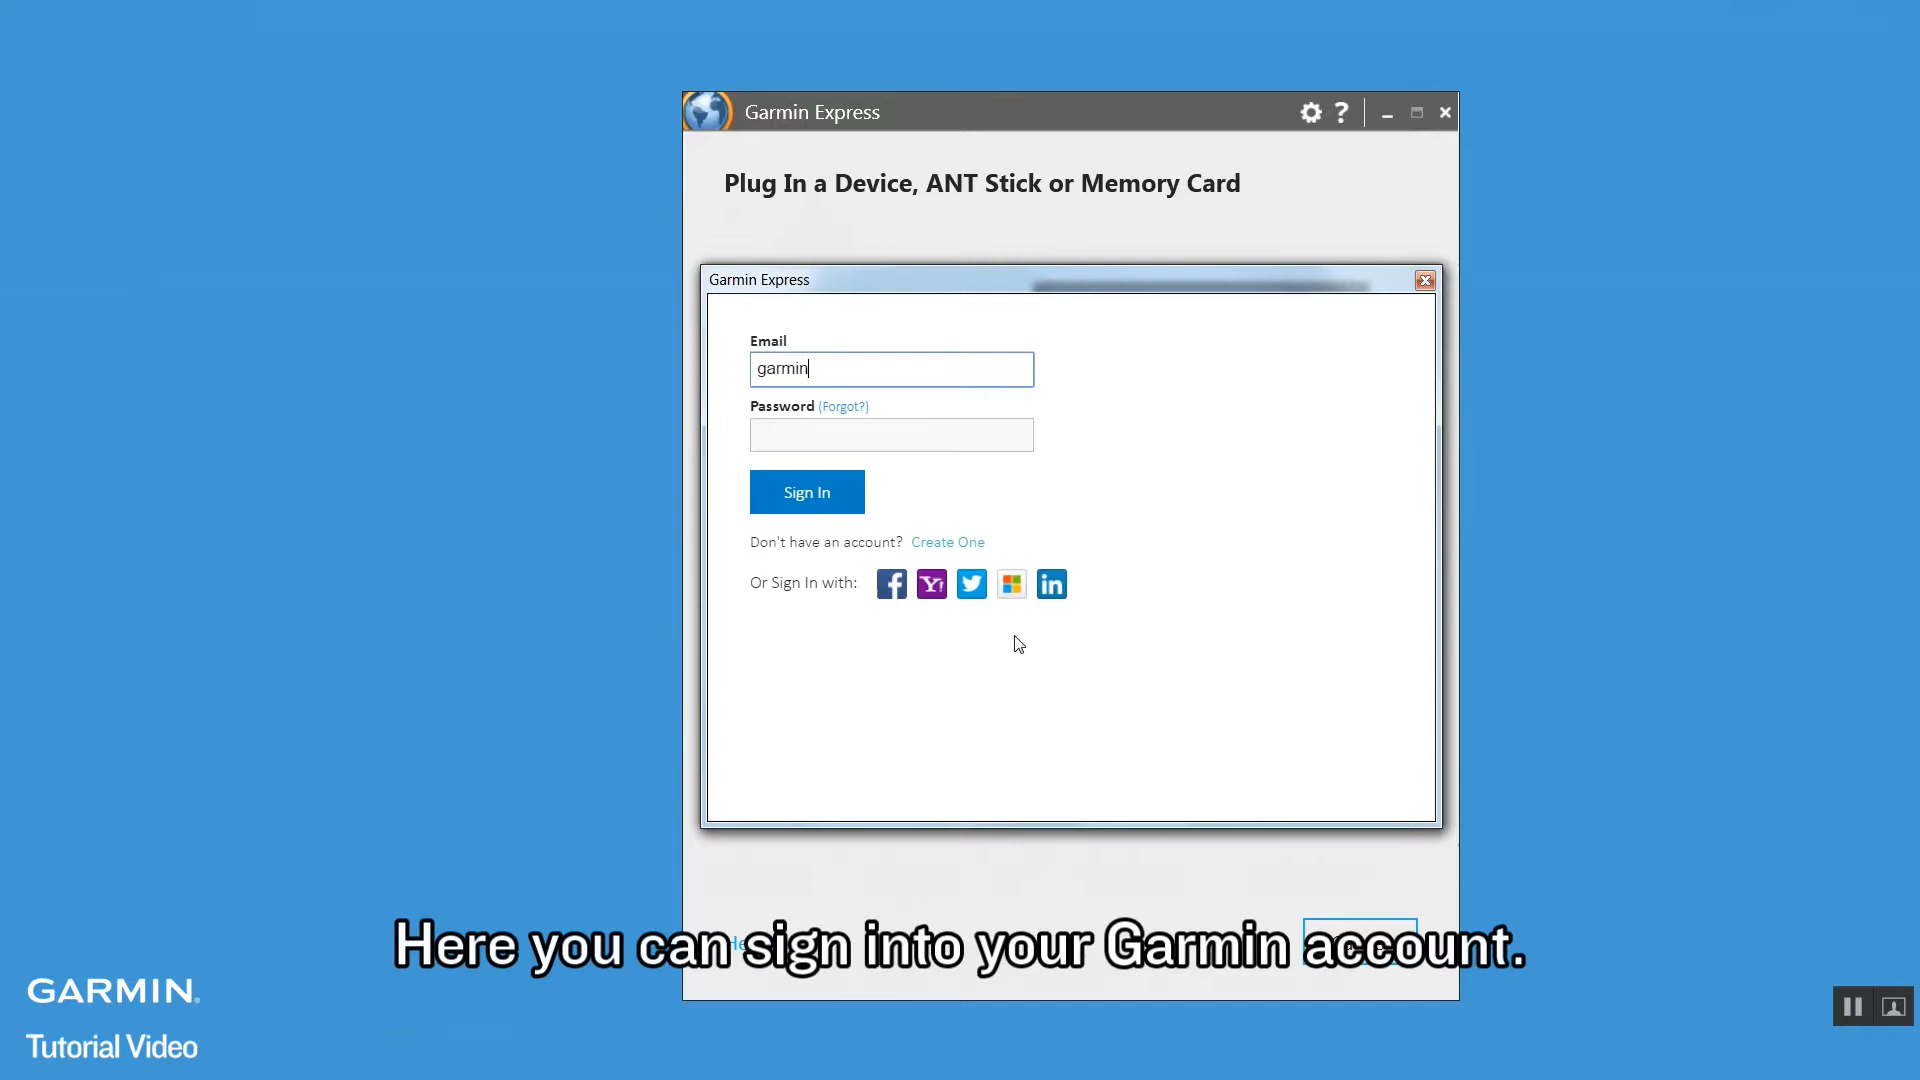 Garmin Express
?
Plug In a Device, ANT Stick or Memory Card
Garmin Express
Email
garmin
Password (Forgot?)
Sign In
Don't have an account? Create One
Or Sign In with: f Y! in
Here you can sign into your Garmin account.
GARMIN
Tutorial Video